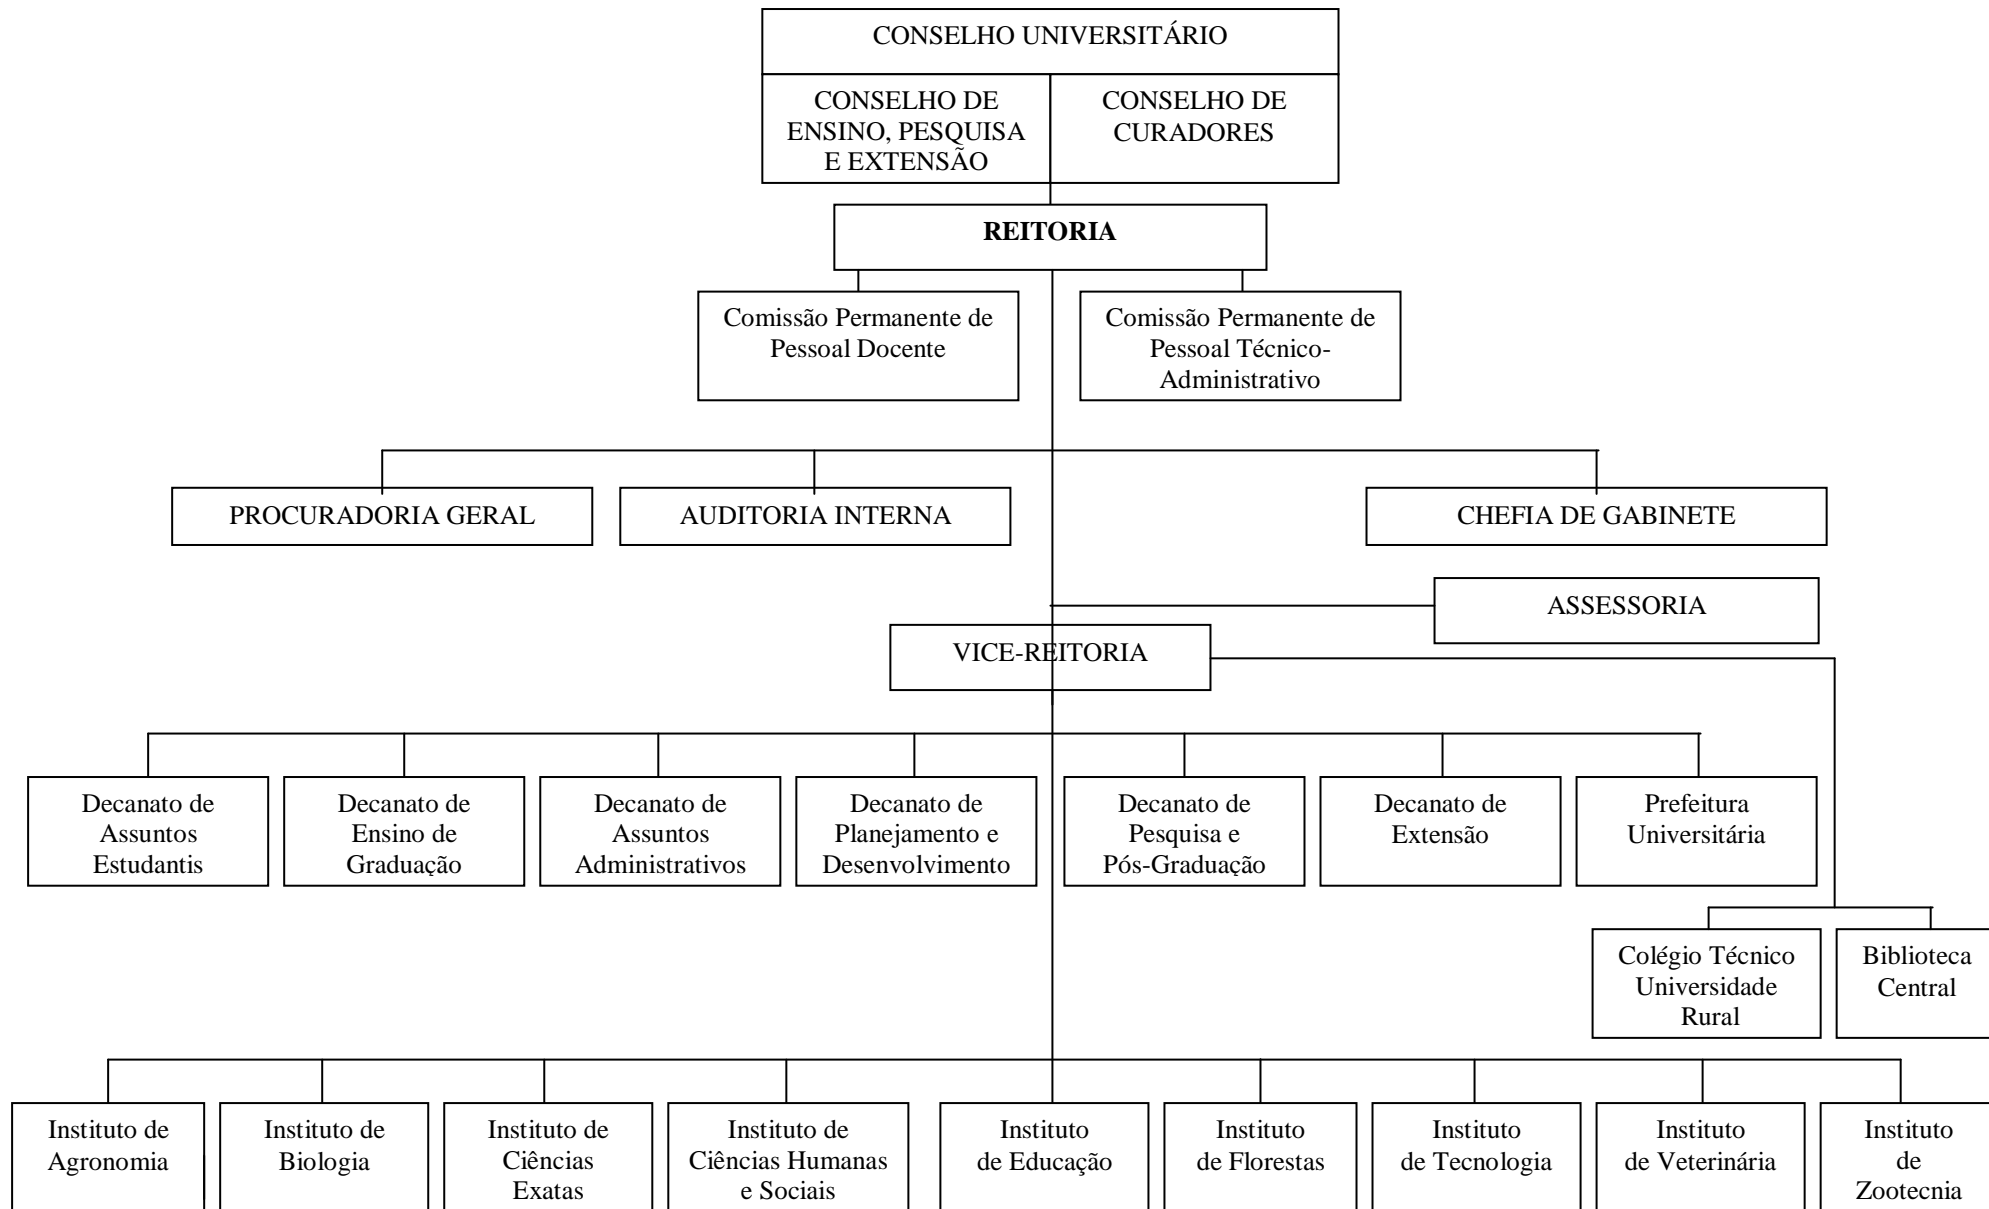 CONSELHO UNIVERSITÁRIO
CONSELHO DE
ENSINO, PESQUISA
E EXTENSÃO
CONSELHO DE
CURADORES
REITORIA
Comissão Permanente de
Pessoal Docente
Comissão Permanente de
Pessoal Técnico-
Administrativo
PROCURADORIA GERAL
AUDITORIA INTERNA
CHEFIA DE GABINETE
ASSESSORIA
VICE-REITORIA
Decanato de
Assuntos
Estudantis
Decanato de
Ensino de
Graduação
Decanato de
Assuntos
Administrativos
Decanato de
Planejamento e
Desenvolvimento
Decanato de
Pesquisa e
Pós-Graduação
Decanato de
Extensão
Prefeitura
Universitária
Colégio Técnico
Universidade
Rural
Biblioteca
Central
Instituto de
Agronomia
Instituto de
Biologia
Instituto de
Ciências
Exatas
Instituto de
Ciências Humanas
e Sociais
Instituto
de Educação
Instituto
de Florestas
Instituto
de Tecnologia
Instituto
de Veterinária
Instituto
de
Zootecnia